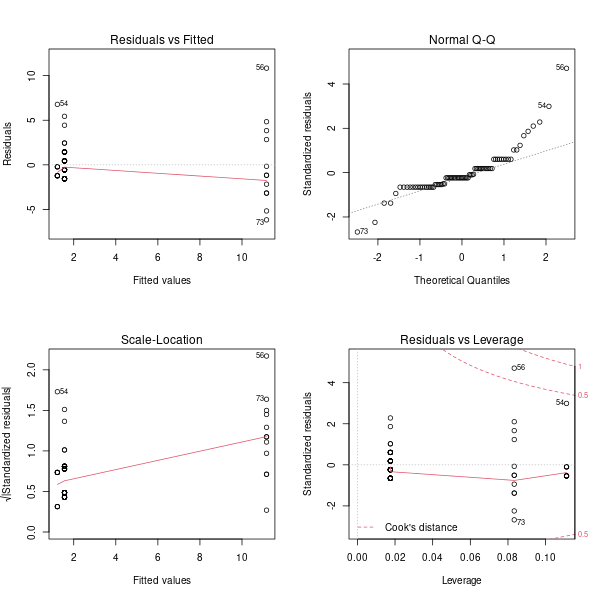 Residuals vs Fitted
Residuals
10
5
0
-5
56
54
73
2 4 6 8 10
Fitted values
Normal Q-Q
Standardized residuals
4
2
0
-2
56
54
73
-2 -1 0 1 2
Theoretical Quantiles
Scale-Location
√|Standardized residuals|
2.0
1.5
1.0
0.5
0.0
56
54
73
2 4 6 8 10
Fitted values
Residuals vs Leverage
Standardized residuals
4
2
0
-2
56
54
73
1
0.5
0.5
Cook's distance
0.00 0.02 0.04 0.06 0.08 0.10
Leverage